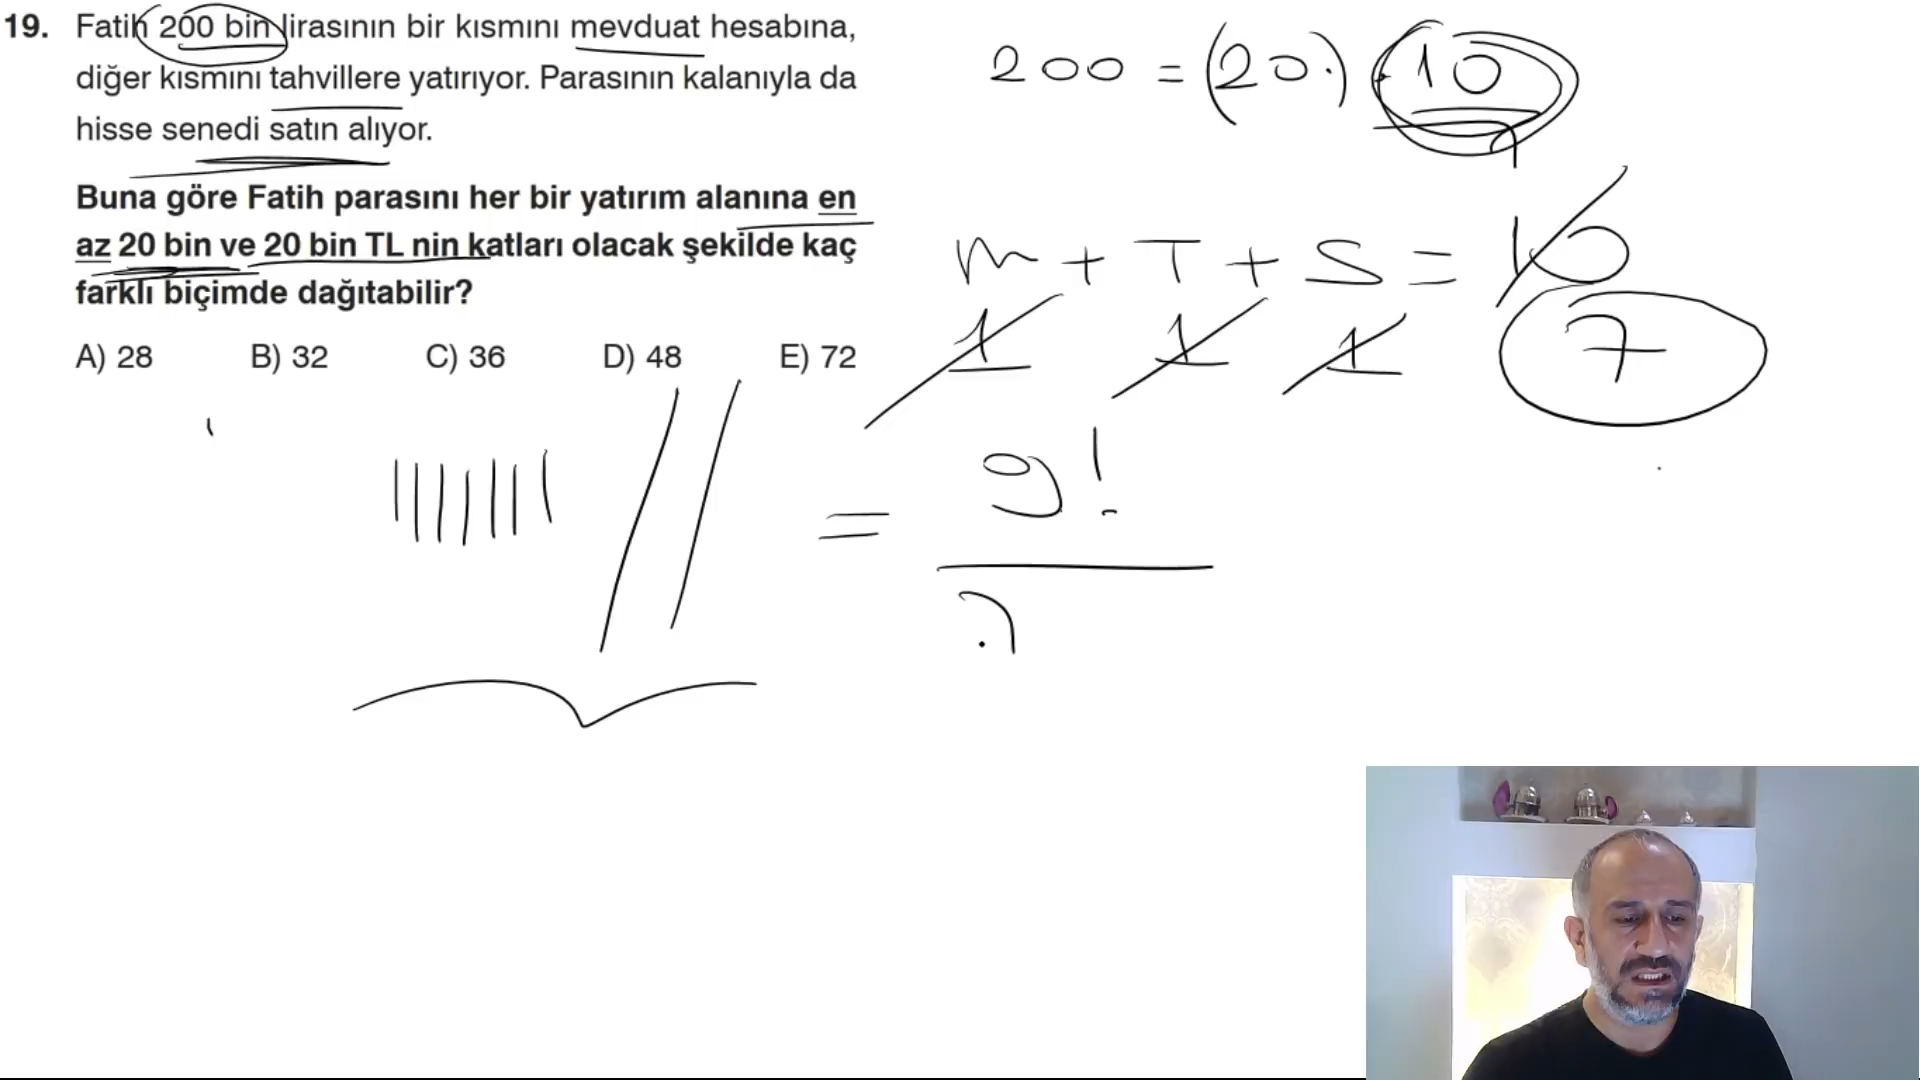 19. Fatih 200 bin lirasının bir kısmını mevduat hesabına,
diğer kısmını tahvillere yatırıyor. Parasının kalanıyla da
hisse senedi satın alıyor.
Buna göre Fatih parasını her bir yatırım alanına en
az 20 bin ve 20 bin TL nin katları olacak şekilde kaç
farklı biçimde dağıtabilir?
A) 28 B) 32 C) 36 D) 48 E) 72
200 = (20.) .10
m + T + S = 10
1 1 1 7
= 9!